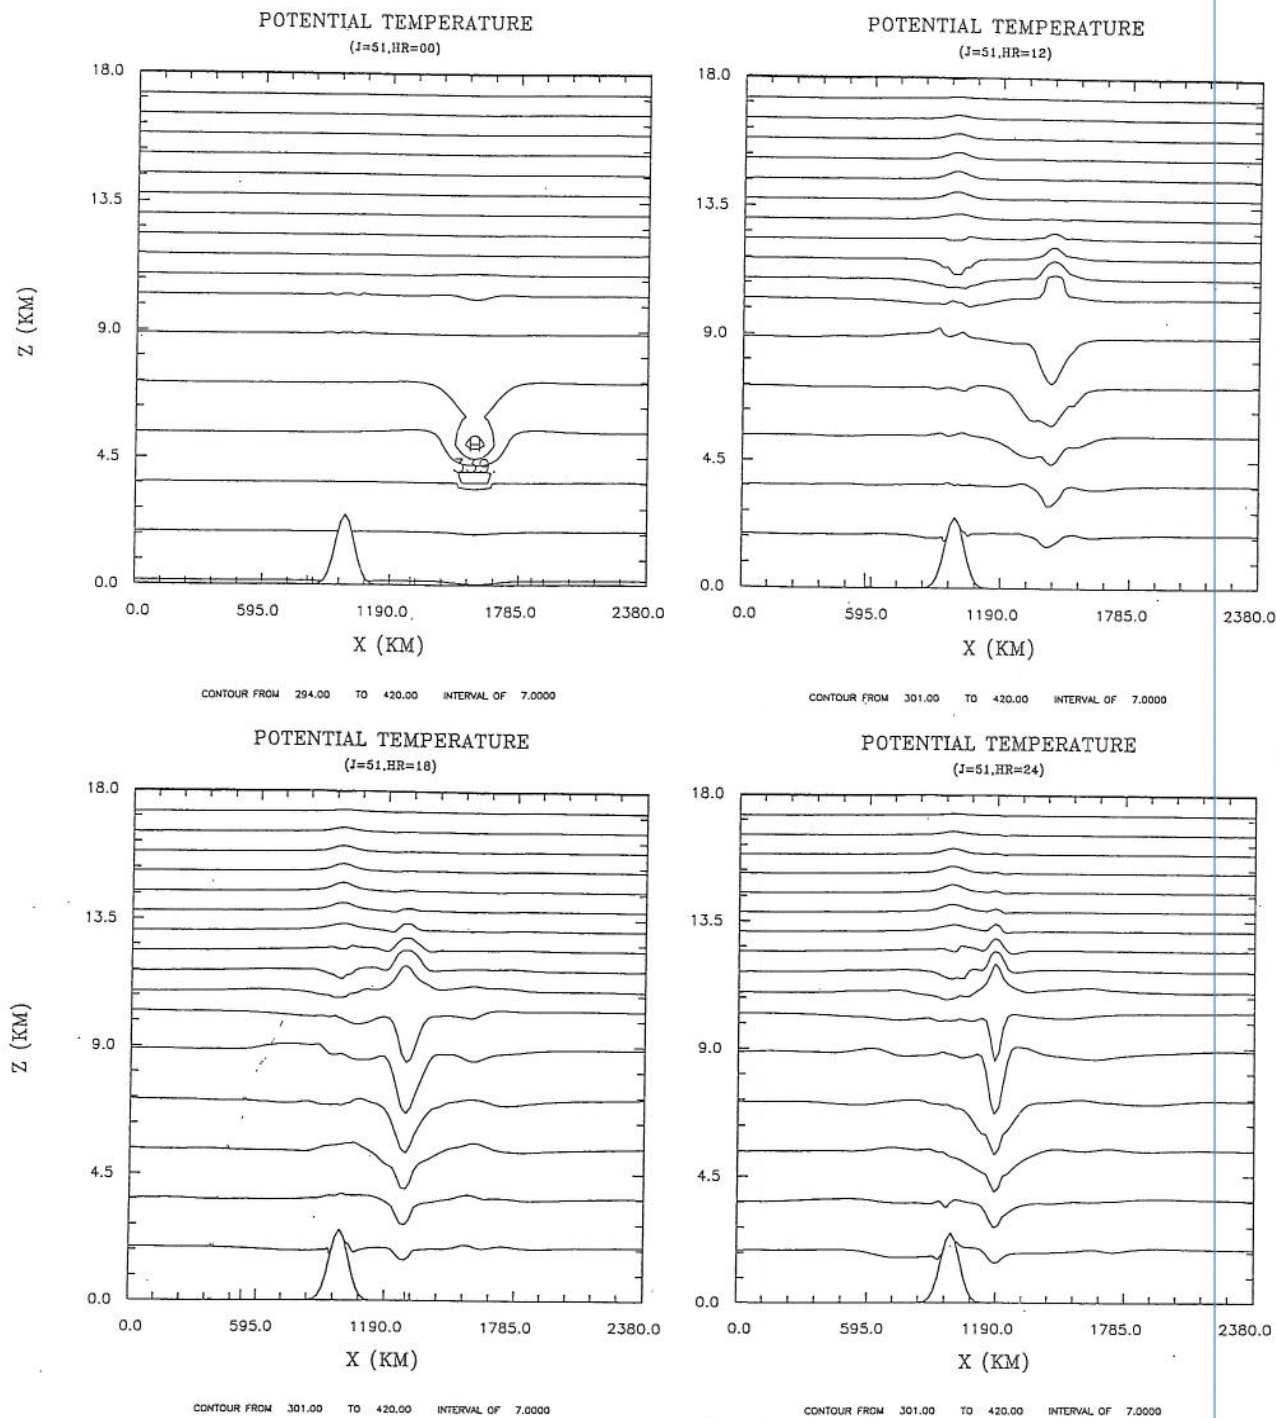 POTENTIAL TEMPERATURE
(J=51,HR=00)
18.0
13.5
9.0
4.5
0.0
Z (KM)
0.0 595.0 1190.0 1785.0 2380.0
X (KM)
CONTOUR FROM 294.00 TO 420.00 INTERVAL OF 7.0000
POTENTIAL TEMPERATURE
(J=51,HR=12)
18.0
13.5
9.0
4.5
0.0
0.0 595.0 1190.0 1785.0 2380.0
X (KM)
CONTOUR FROM 301.00 TO 420.00 INTERVAL OF 7.0000
POTENTIAL TEMPERATURE
(J=51,HR=18)
18.0
13.5
9.0
4.5
0.0
Z (KM)
0.0 595.0 1190.0 1785.0 2380.0
X (KM)
CONTOUR FROM 301.00 TO 420.00 INTERVAL OF 7.0000
POTENTIAL TEMPERATURE
(J=51,HR=24)
18.0
13.5
9.0
4.5
0.0
0.0 595.0 1190.0 1785.0 2380.0
X (KM)
CONTOUR FROM 301.00 TO 420.00 INTERVAL OF 7.0000